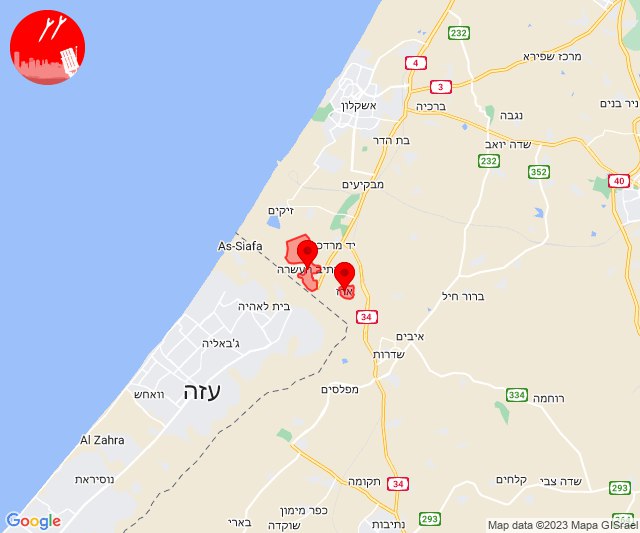 232
מרכז שפירא
4
3
אשקלון
ברכיה
נגבה
ניר בנים
בת הדר
שדה יואב
232
352
40
מבקיעים
זיקים
As-Siafa
יד מרדכי
נתיב העשרה
ארז
בית לאהיה
ברור חיל
34
ג'באליה
איבים
שדרות
עזה
וואחש
מפלסים
334
רוחמה
Al Zahra
נוסיראת
תקומה
34
קלחים
שדה צבי
כפר מימון
שוקדה
בארי
נתיבות
293
293
Google
Map data ©2023 Mapa GISrael